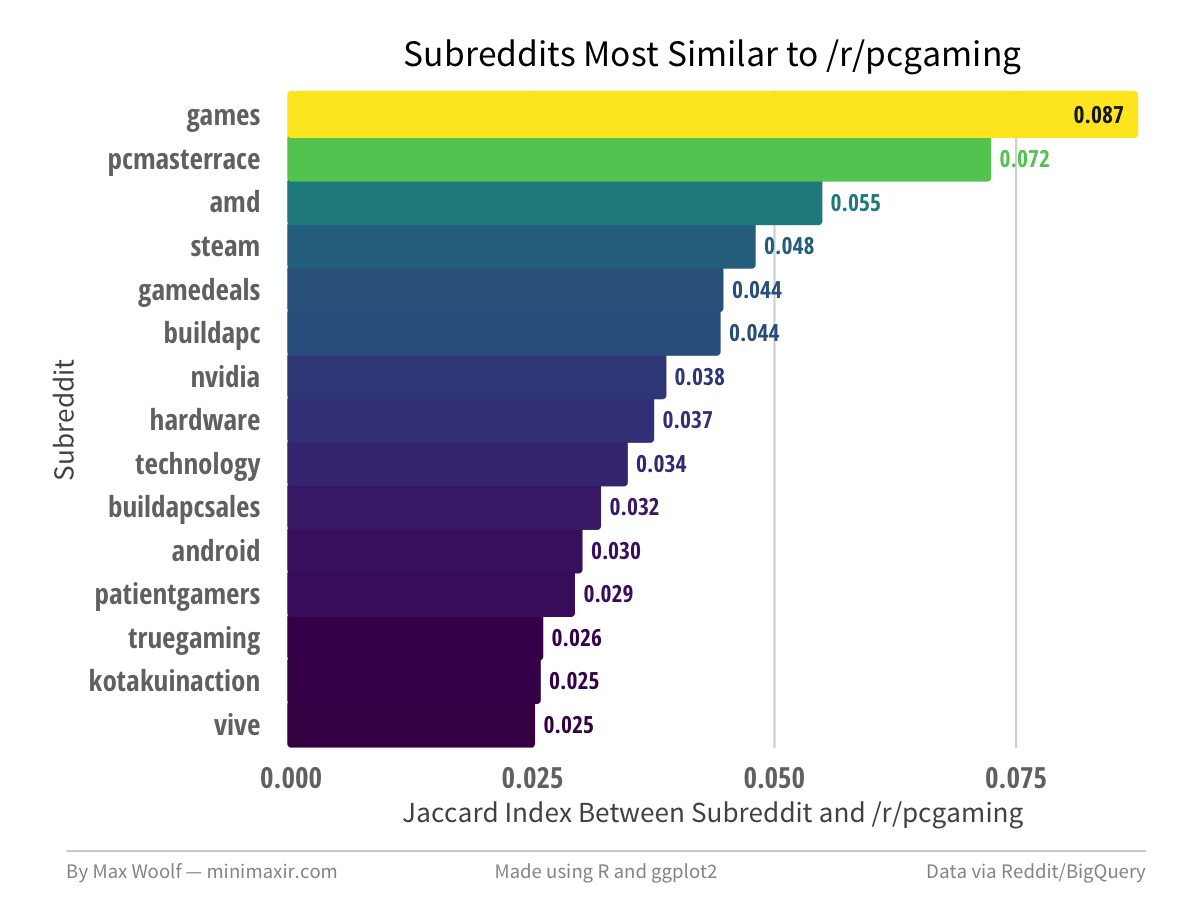 Subreddits Most Similar to /r/pcgaming
games 0.087
pcmasterrace 0.072
amd 0.055
steam 0.048
gamedeals 0.044
buildapc 0.044
nvidia 0.038
hardware 0.037
technology 0.034
buildapcsales 0.032
android 0.030
patientgamers 0.029
truegaming 0.026
kotakuinaction 0.025
vive 0.025
Subreddit
0.000 0.025 0.050 0.075
Jaccard Index Between Subreddit and /r/pcgaming
By Max Woolf — minimaxir.com Made using R and ggplot2 Data via Reddit/BigQuery